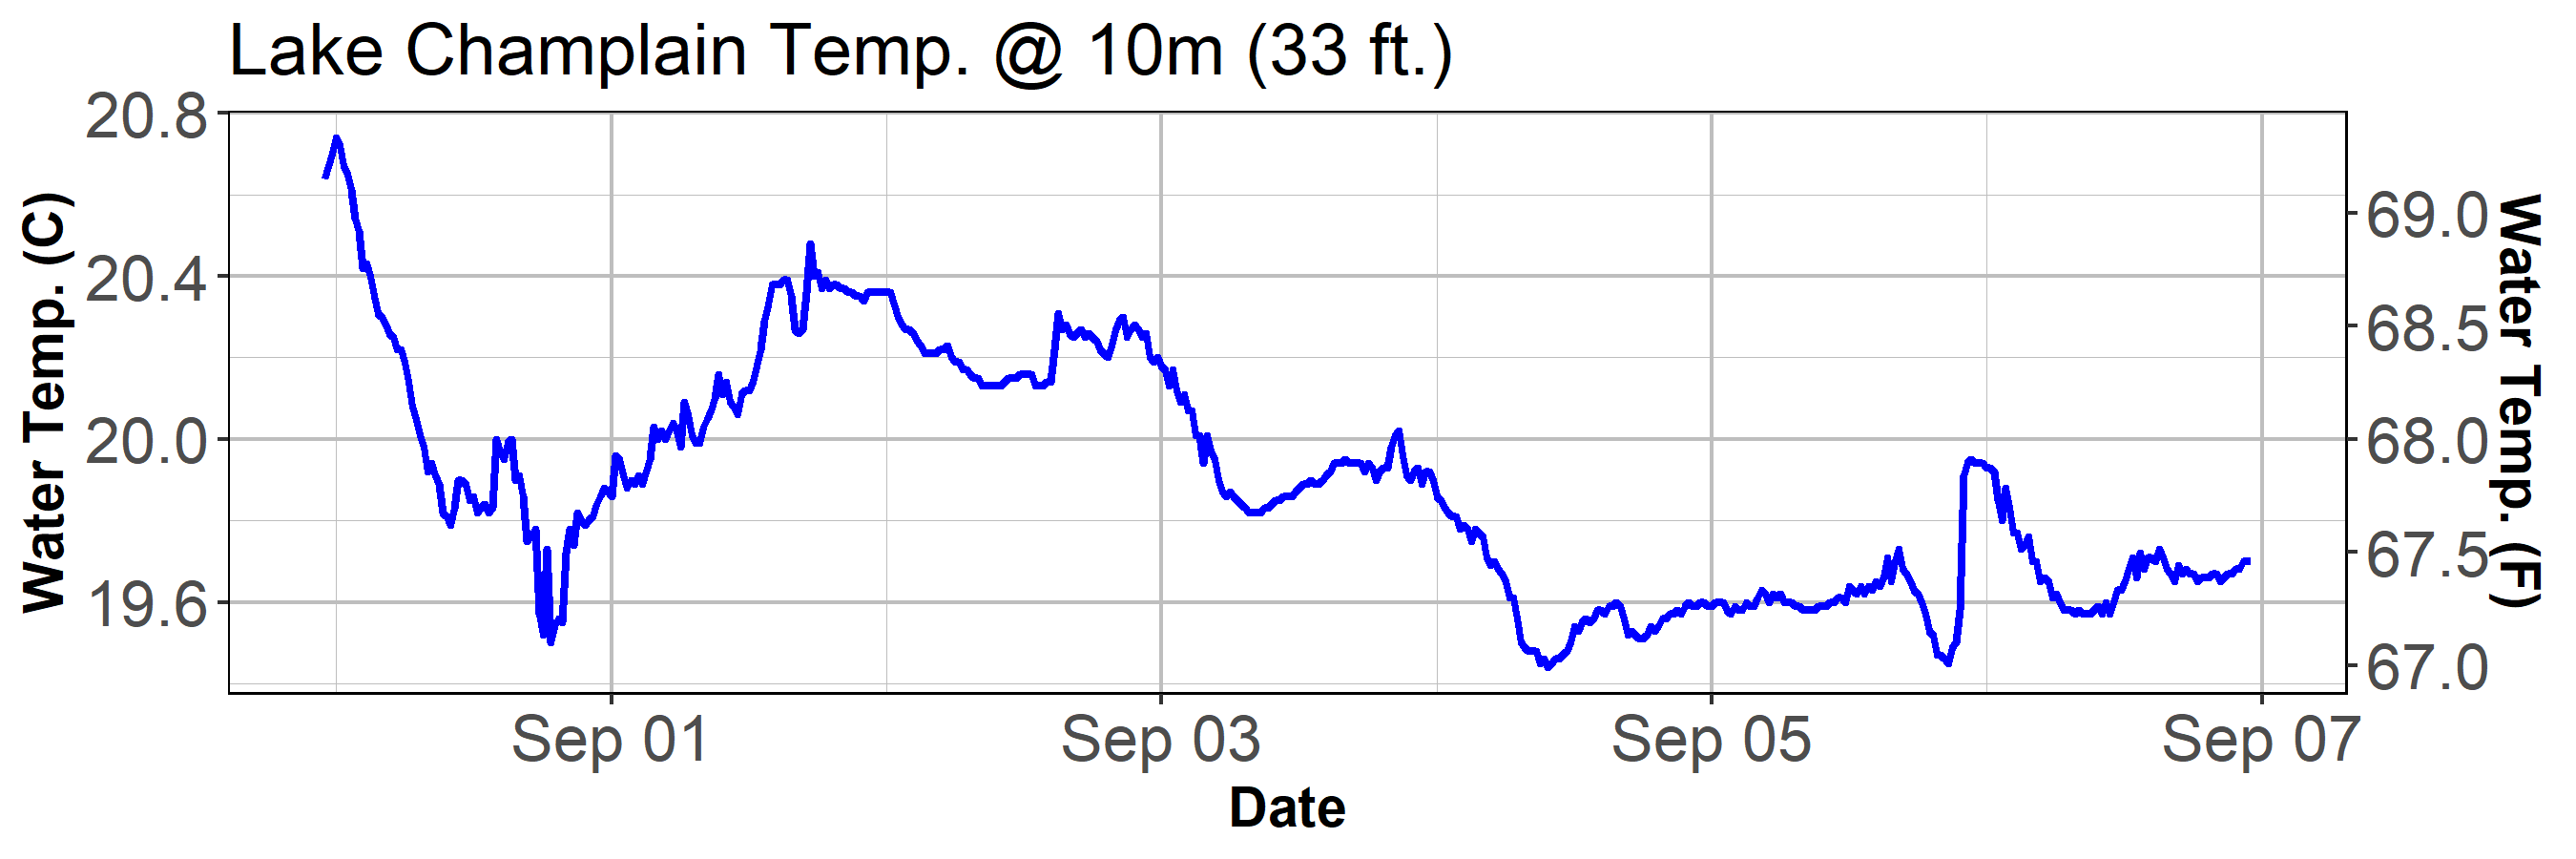 Lake Champlain Temp. @ 10m (33 ft.)
Water Temp. (C)
20.8
20.4
20.0
19.6
69.0
68.5
68.0
67.5
67.0
Water Temp. (F)
Sep 01
Sep 03
Sep 05
Sep 07
Date